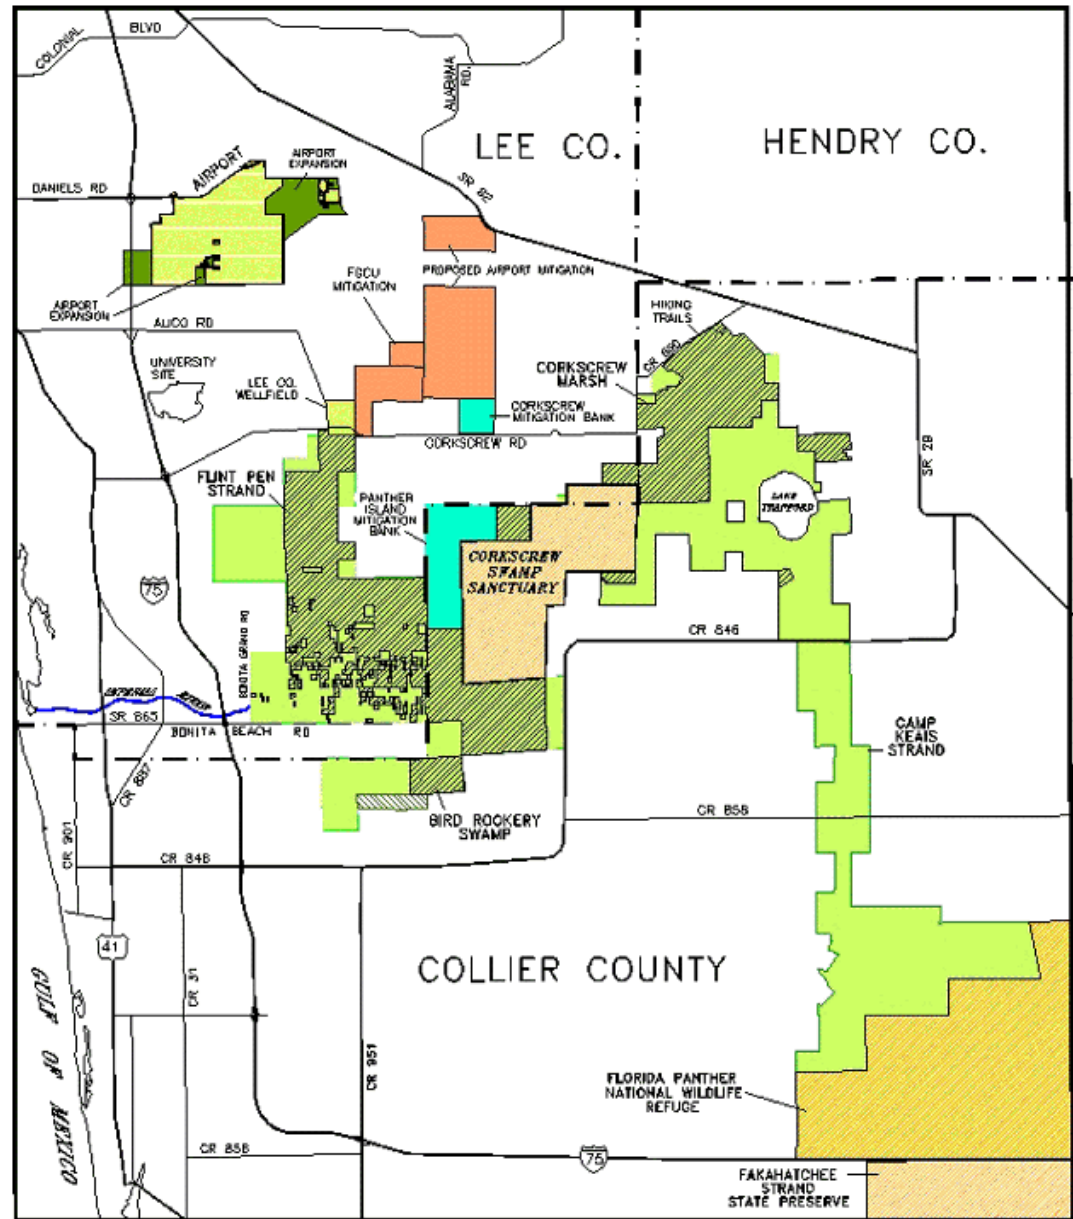 COLONIAL
BLVD
ALABAMA
RD.
LEE CO.
HENDRY CO.
AIRPORT
EXPANSION
AIRPORT
DANIELS RD
SR 82
PROPOSED AIRPORT MITIGATION
FGCU
MITIGATION
AIRPORT
EXPANSION
ALICO RD
HIKING
TRAILS
CR 850
UNIVERSITY
SITE
LEE CO.
WELLFIELD
CORKSCREW
MARSH
CORKSCREW
MITIGATION BANK
CORKSCREW RD
SR 29
FLINT PEN
STRAND
PANTHER
ISLAND
MITIGATION
BANK
LAKE
TRAFFORD
CORKSCREW
SWAMP
SANCTUARY
75
BONITA GRAND RD
CR 846
IMPERIAL RIVER
SR 865
BONITA BEACH RD
CAMP
KEAIS
STRAND
CR 887
CR 901
BIRD ROOKERY
SWAMP
CR 858
CR 846
41
CR 31
COLLIER COUNTY
GULF OF MEXICO
CR 951
FLORIDA PANTHER
NATIONAL WILDLIFE
REFUGE
CR 856
75
FAKAHATCHEE
STRAND
STATE PRESERVE